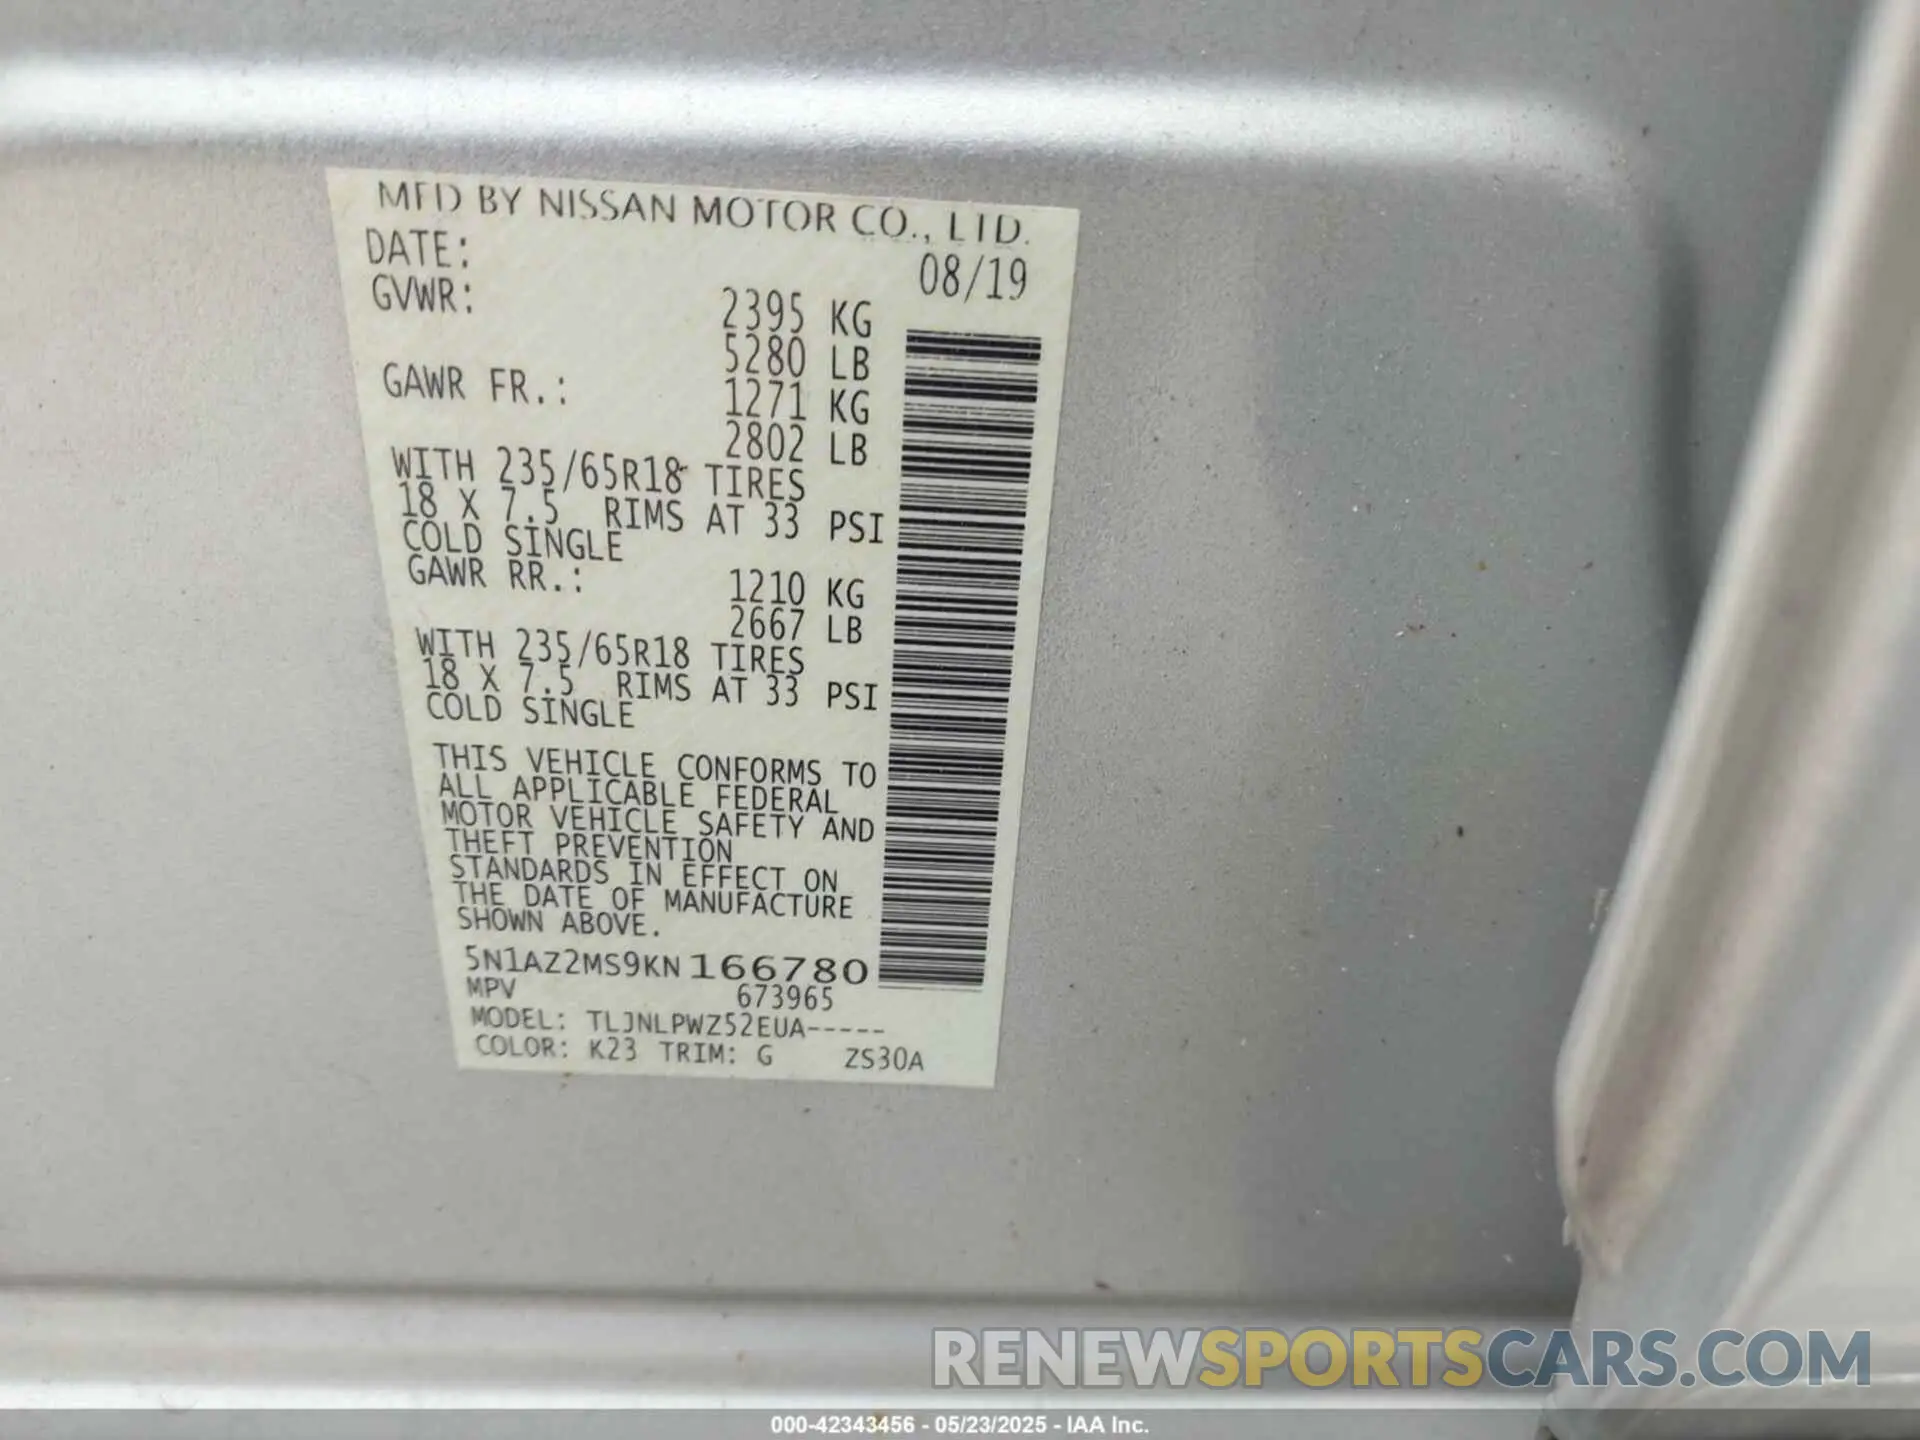 MFD BY NISSAN MOTOR CO., LTD.
DATE: 08/19
GVWR: 2395 KG
5280 LB
GAWR FR.: 1271 KG
2802 LB
WITH 235/65R18 TIRES
18 X 7.5 RIMS AT 33 PSI
COLD SINGLE
GAWR RR.: 1210 KG
2667 LB
WITH 235/65R18 TIRES
18 X 7.5 RIMS AT 33 PSI
COLD SINGLE
THIS VEHICLE CONFORMS TO
ALL APPLICABLE FEDERAL
MOTOR VEHICLE SAFETY AND
THEFT PREVENTION
STANDARDS IN EFFECT ON
THE DATE OF MANUFACTURE
SHOWN ABOVE.
5N1AZ2MS9KN166780
MPV 673965
MODEL: TLJNLPWZ52EUA-----
COLOR: K23 TRIM: G ZS30A
RENEWSPORTSCARS.COM
000-42343456 - 05/23/2025 - IAA Inc.